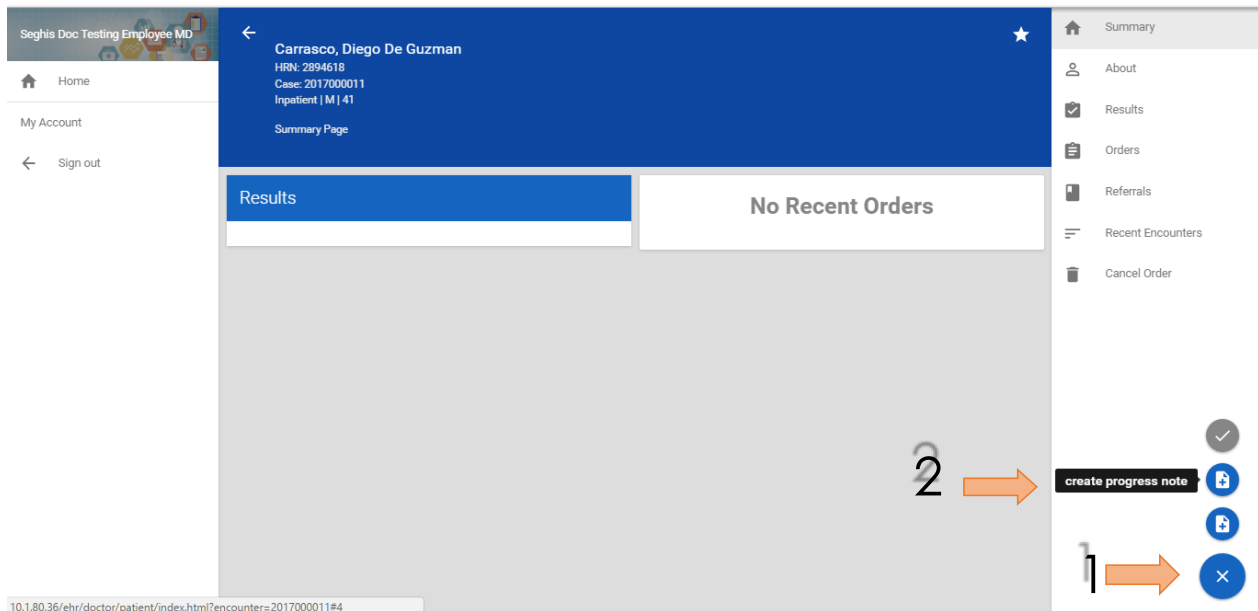 Seghis Doc Testing Employee MD
Home
My Account
Sign out
Carrasco, Diego De Guzman
HRN: 2894618
Case: 2017000011
Inpatient | M | 41
Summary Page
Results
No Recent Orders
Summary
About
Results
Orders
Referrals
Recent Encounters
Cancel Order
2
create progress note
1
10.1.80.36/ehr/doctor/patient/index.html?encounter=2017000011#4